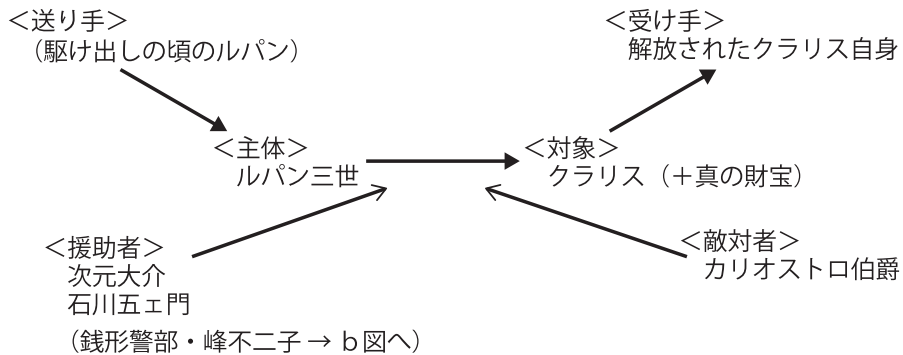 ＜送り手＞
（駆け出しの頃のルパン）
＜受け手＞
解放されたクラリス自身
＜主体＞
ルパン三世
＜対象＞
クラリス（＋真の財宝）
＜援助者＞
次元大介
石川五ェ門
（銭形警部・峰不二子→ｂ図へ）
＜敵対者＞
カリオストロ伯爵